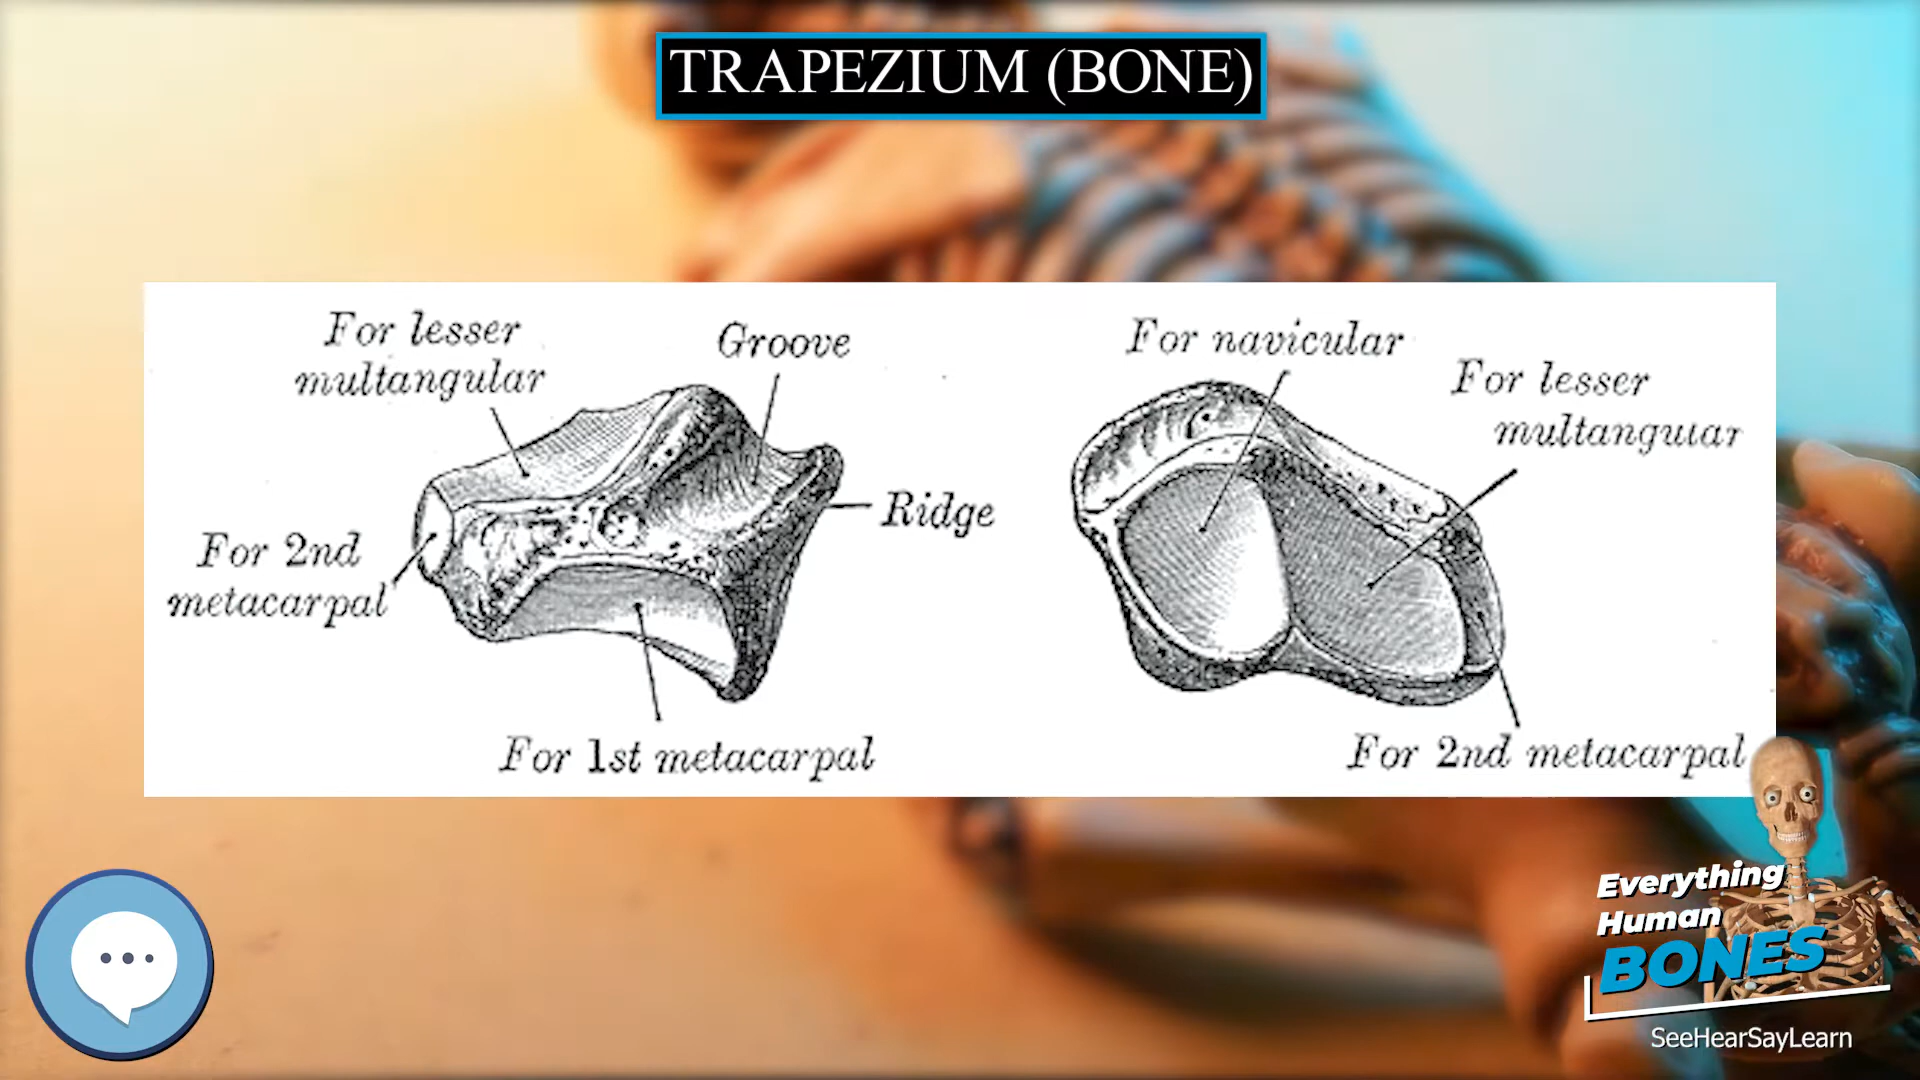 TRAPEZIUM (BONE)
For lesser
multangular
Groove
Ridge
For 2nd
metacarpal
For 1st metacarpal
For navicular
For lesser
multangular
For 2nd metacarpal
Everything
Human
BONES
SeeHearSayLearn